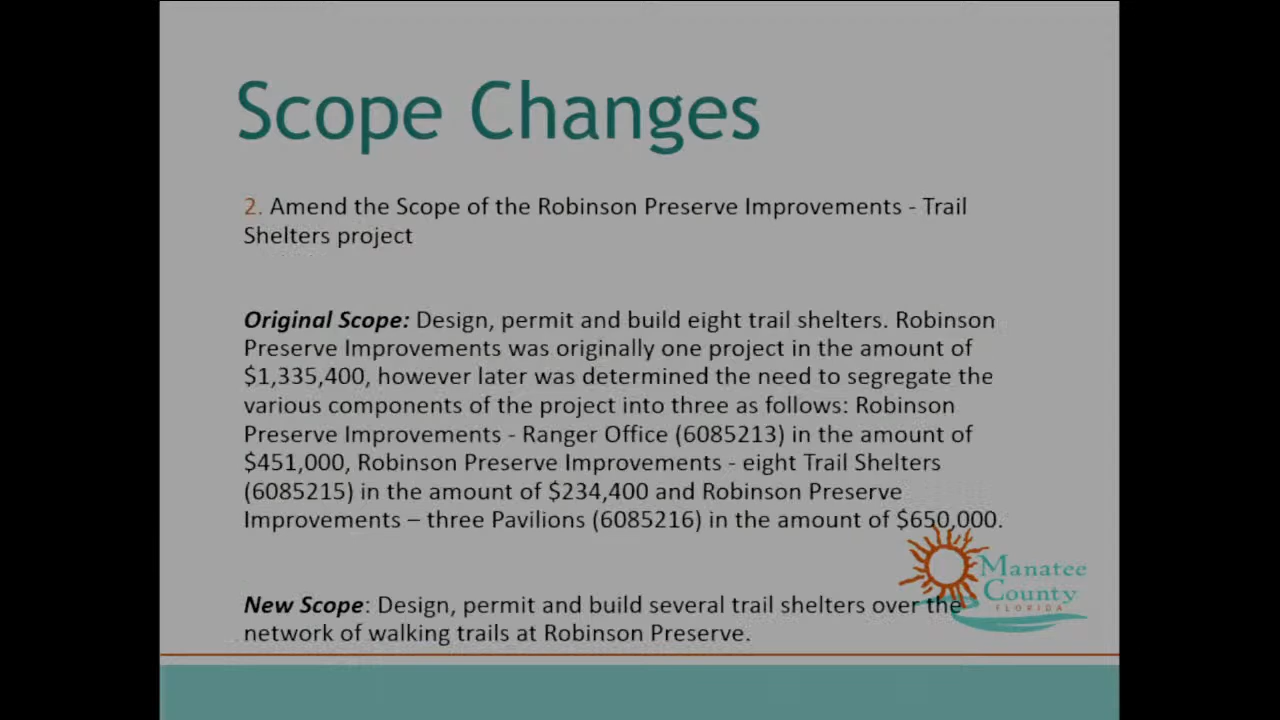 Scope Changes
2. Amend the Scope of the Robinson Preserve Improvements - Trail
Shelters project
Original Scope: Design, permit and build eight trail shelters. Robinson
Preserve Improvements was originally one project in the amount of
$1,335,400, however later was determined the need to segregate the
various components of the project into three as follows: Robinson
Preserve Improvements - Ranger Office (6085213) in the amount of
$451,000, Robinson Preserve Improvements - eight Trail Shelters
(6085215) in the amount of $234,400 and Robinson Preserve
Improvements – three Pavilions (6085216) in the amount of $650,000.
New Scope: Design, permit and build several trail shelters over the
network of walking trails at Robinson Preserve.
Manatee
County
FLORIDA